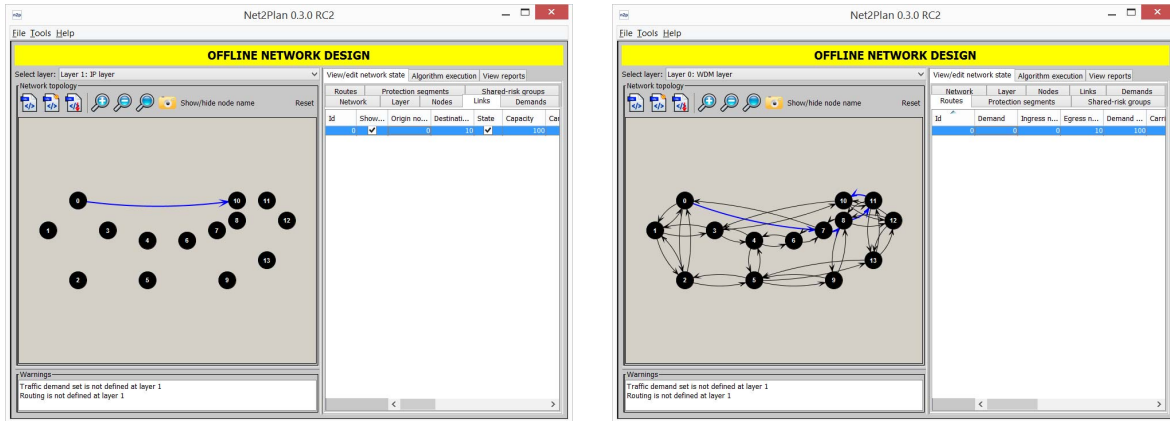 Net2Plan 0.3.0 RC2
File Tools Help
OFFLINE NETWORK DESIGN
Select layer: Layer 1: IP layer
Network topology
Show/hide node name Reset
0
10
11
8
12
1
3
7
4
6
13
2
5
9
Warnings
Traffic demand set is not defined at layer 1
Routing is not defined at layer 1
View/edit network state Algorithm execution View reports
Routes Protection segments Shared-risk groups
Network Layer Nodes Links Demands
Id Show... Origin no... Destinati... State Capacity Car
0 0 10 100
Net2Plan 0.3.0 RC2
File Tools Help
OFFLINE NETWORK DESIGN
Select layer: Layer 0: WDM layer
Network topology
Show/hide node name Reset
0
10
11
8
12
1
3
7
4
6
13
2
5
9
Warnings
Traffic demand set is not defined at layer 1
Routing is not defined at layer 1
View/edit network state Algorithm execution View reports
Network Layer Nodes Links Demands
Routes Protection segments Shared-risk groups
Id Demand Ingress n... Egress n... Demand ... Carri
0 0 0 10 100